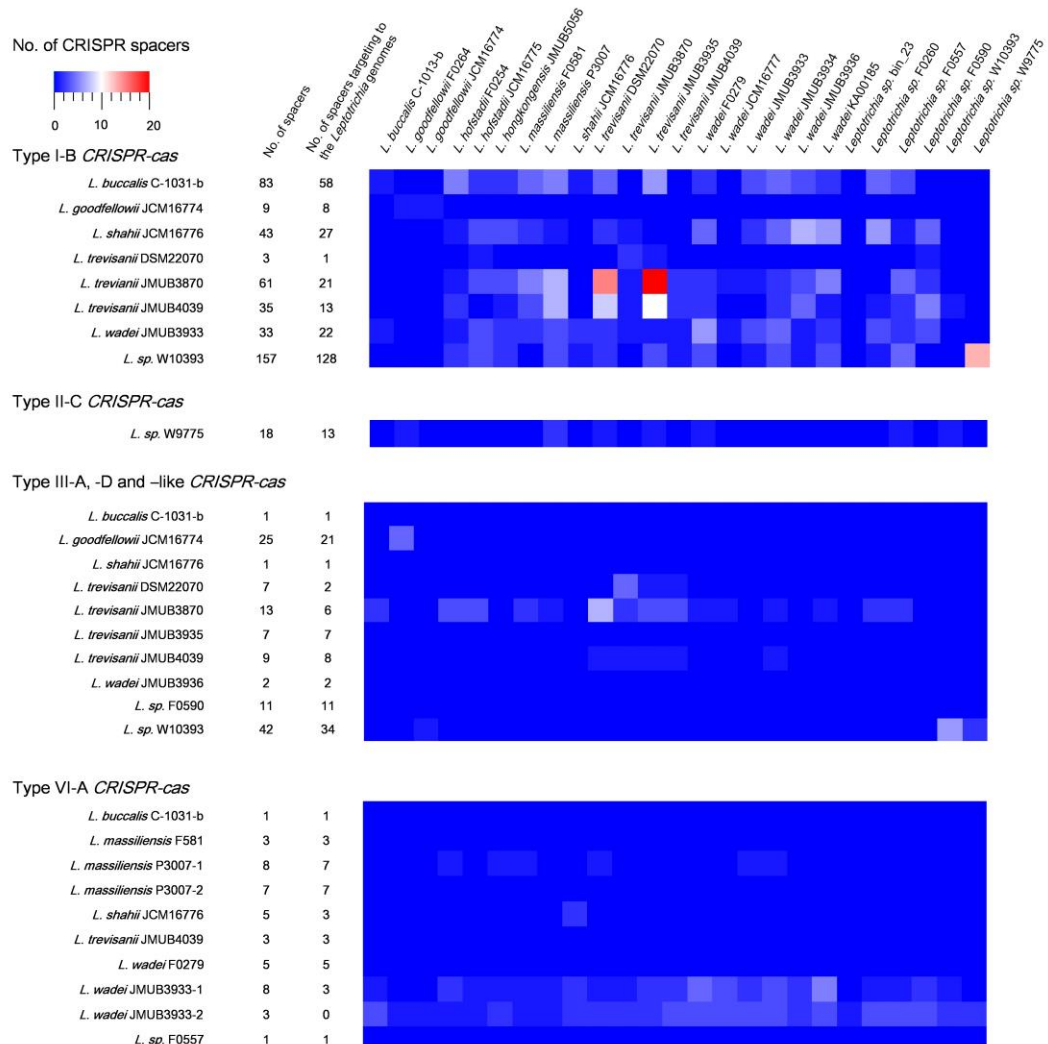 No. of CRISPR spacers
0 10 20
No. of spacers
No. of spacers targeting to
the Leptotrichia genomes
L. buccalis C-1013-b
L. goodfellowii F0264
L. goodfellowii JCM16774
L. hofstadii F0254
L. hofstadii JCM16775
L. hongkongensis JMUB5056
L. massiliensis F0581
L. massiliensis P3007
L. shahii JCM16776
L. trevisanii DSM22070
L. trevisanii JMUB3870
L. trevisanii JMUB3935
L. trevisanii JMUB4039
L. wadei F0279
L. wadei JCM16777
L. wadei JMUB3933
L. wadei JMUB3934
L. wadei JMUB3936
L. wadei KA00185
Leptotrichia sp. bin_23
Leptotrichia sp. F0260
Leptotrichia sp. F0557
Leptotrichia sp. F0590
Leptotrichia sp. W10393
Leptotrichia sp. W9775
Type I-B CRISPR-cas
L. buccalis C-1031-b 83 58
L. goodfellowii JCM16774 9 8
L. shahii JCM16776 43 27
L. trevisanii DSM22070 3 1
L. trevianii JMUB3870 61 21
L. trevisanii JMUB4039 35 13
L. wadei JMUB3933 33 22
L. sp. W10393 157 128
Type II-C CRISPR-cas
L. sp. W9775 18 13
Type III-A, -D and –like CRISPR-cas
L. buccalis C-1031-b 1 1
L. goodfellowii JCM16774 25 21
L. shahii JCM16776 1 1
L. trevisanii DSM22070 7 2
L. trevisanii JMUB3870 13 6
L. trevisanii JMUB3935 7 7
L. trevisanii JMUB4039 9 8
L. wadei JMUB3936 2 2
L. sp. F0590 11 11
L. sp. W10393 42 34
Type VI-A CRISPR-cas
L. buccalis C-1031-b 1 1
L. massiliensis F581 3 3
L. massiliensis P3007-1 8 7
L. massiliensis P3007-2 7 7
L. shahii JCM16776 5 3
L. trevisanii JMUB4039 3 3
L. wadei F0279 5 5
L. wadei JMUB3933-1 8 3
L. wadei JMUB3933-2 3 0
L. sp. F0557 1 1